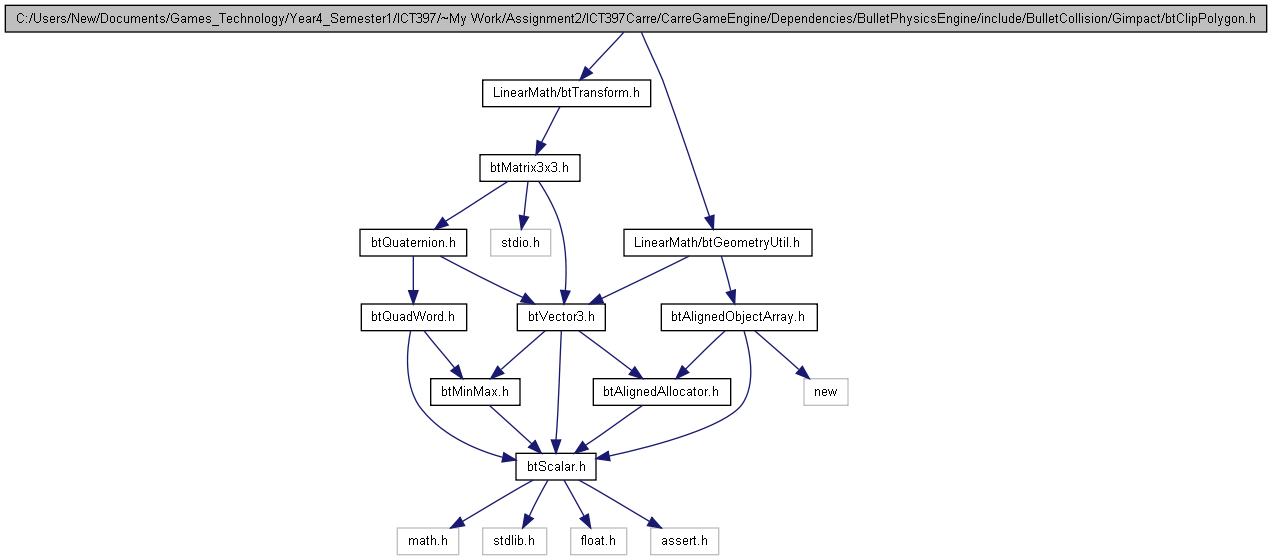 C:/Users/New/Documents/Games_Technology/Year4_Semester1/ICT397/~My Work/Assignment2/ICT397Carre/CarreGameEngine/Dependencies/BulletPhysicsEngine/include/BulletCollision/Gimpact/btClipPolygon.h
LinearMath/btTransform.h
btMatrix3x3.h
btQuaternion.h
stdio.h
LinearMath/btGeometryUtil.h
btQuadWord.h
btVector3.h
btAlignedObjectArray.h
btMinMax.h
btAlignedAllocator.h
new
btScalar.h
math.h
stdlib.h
float.h
assert.h